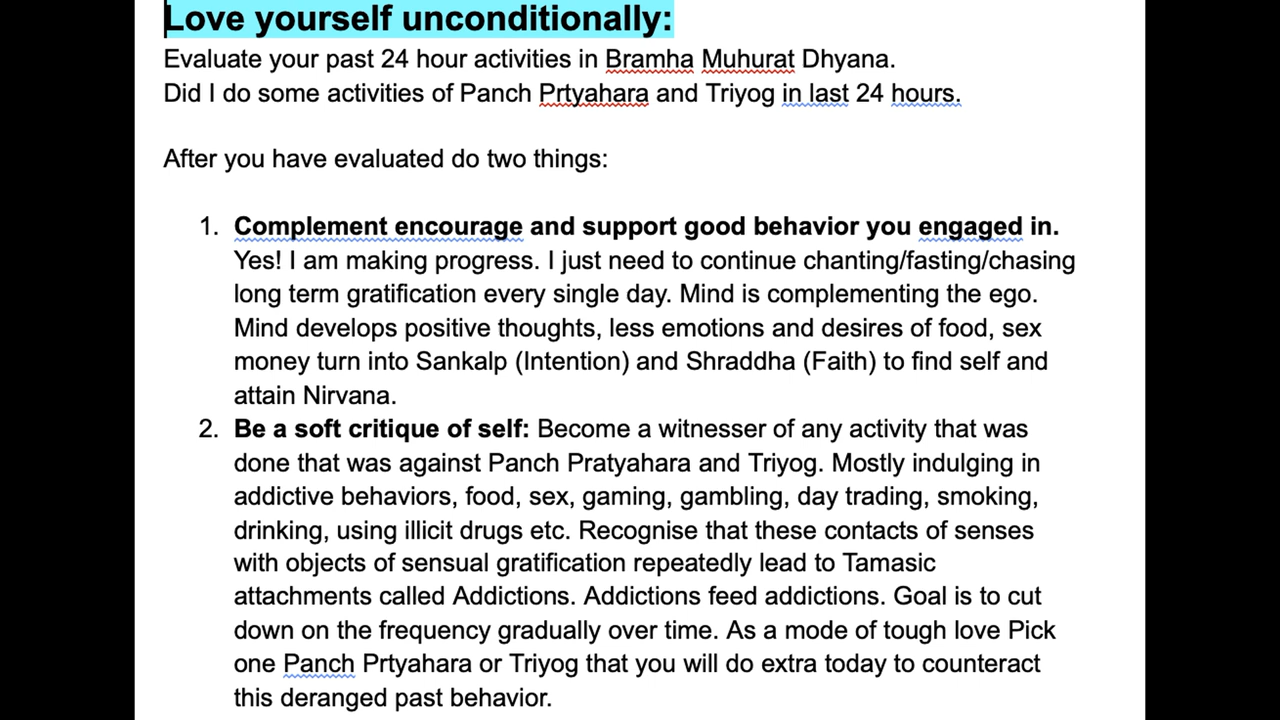 Love yourself unconditionally:
Evaluate your past 24 hour activities in Bramha Muhurat Dhyana.
Did I do some activities of Panch Prtyahara and Triyog in last 24 hours.
After you have evaluated do two things:
1. Complement encourage and support good behavior you engaged in.
Yes! I am making progress. I just need to continue chanting/fasting/chasing
long term gratification every single day. Mind is complementing the ego.
Mind develops positive thoughts, less emotions and desires of food, sex
money turn into Sankalp (Intention) and Shraddha (Faith) to find self and
attain Nirvana.
2. Be a soft critique of self: Become a witnesser of any activity that was
done that was against Panch Pratyahara and Triyog. Mostly indulging in
addictive behaviors, food, sex, gaming, gambling, day trading, smoking,
drinking, using illicit drugs etc. Recognise that these contacts of senses
with objects of sensual gratification repeatedly lead to Tamasic
attachments called Addictions. Addictions feed addictions. Goal is to cut
down on the frequency gradually over time. As a mode of tough love Pick
one Panch Prtyahara or Triyog that you will do extra today to counteract
this deranged past behavior.